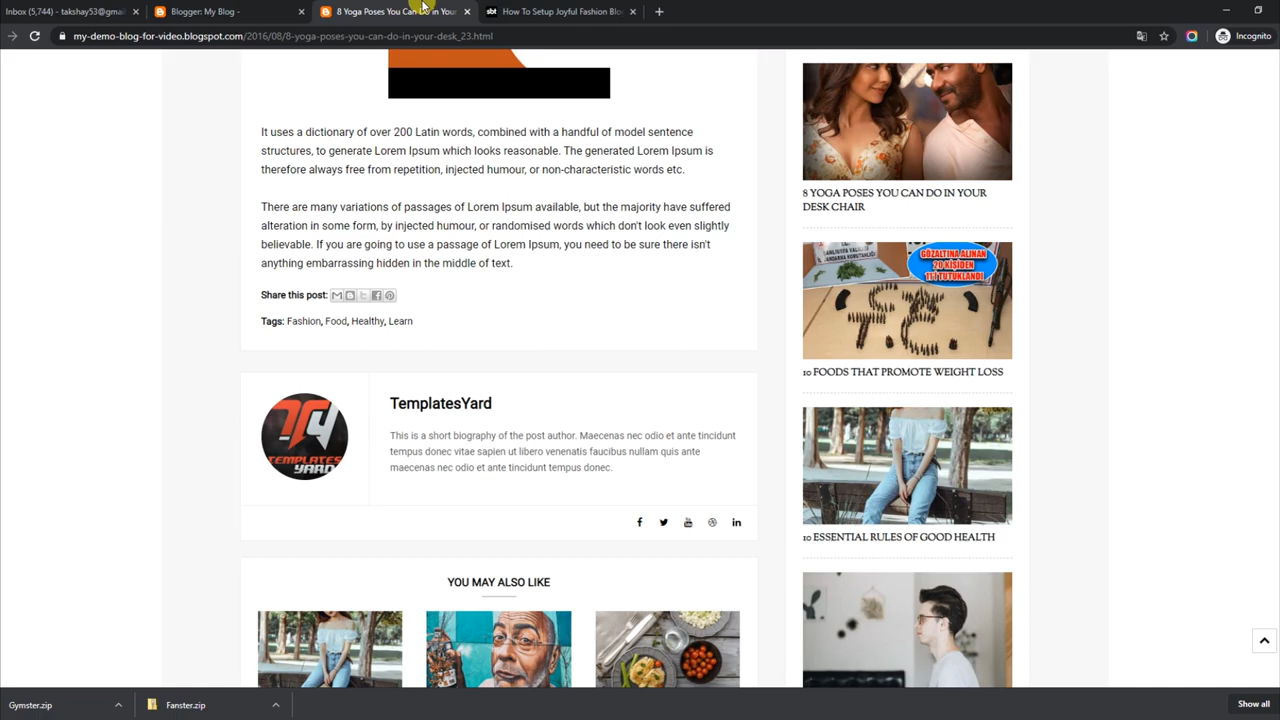 Inbox (5,744) - takshay53@gmail
Blogger: My Blog -
8 Yoga Poses You Can Do in Your
How To Setup Joyful Fashion Blog
my-demo-blog-for-video.blogspot.com/2016/08/8-yoga-poses-you-can-do-in-your-desk_23.html
Incognito
It uses a dictionary of over 200 Latin words, combined with a handful of model sentence
structures, to generate Lorem Ipsum which looks reasonable. The generated Lorem Ipsum is
therefore always free from repetition, injected humour, or non-characteristic words etc.
There are many variations of passages of Lorem Ipsum available, but the majority have suffered
alteration in some form, by injected humour, or randomised words which don't look even slightly
believable. If you are going to use a passage of Lorem Ipsum, you need to be sure there isn't
anything embarrassing hidden in the middle of text.
Share this post:
Tags: Fashion, Food, Healthy, Learn
TEMPLATES
YARD
TemplatesYard
This is a short biography of the post author. Maecenas nec odio et ante tincidunt
tempus donec vitae sapien ut libero venenatis faucibus nullam quis ante
maecenas nec odio et ante tincidunt tempus donec.
YOU MAY ALSO LIKE
8 YOGA POSES YOU CAN DO IN YOUR
DESK CHAIR
GÖZALTINA ALINAN
20 KİŞİDEN
11'İ TUTUKLANDI
10 FOODS THAT PROMOTE WEIGHT LOSS
10 ESSENTIAL RULES OF GOOD HEALTH
Gymster.zip
Fanster.zip
Show all